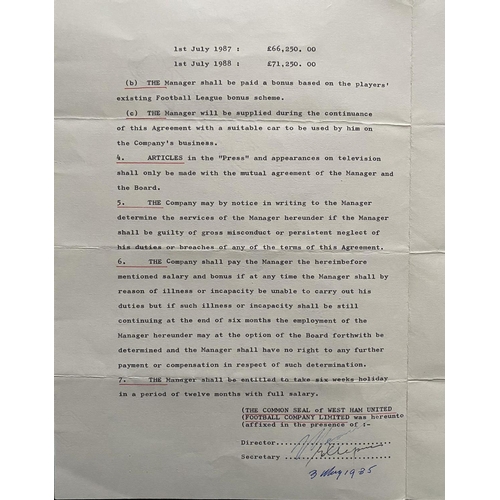 1st July 1987 : £66,250. 00
1st July 1988 : £71,250. 00
(b) THE Manager shall be paid a bonus based on the players'
existing Football League bonus scheme.
(c) THE Manager will be supplied during the continuance
of this Agreement with a suitable car to be used by him on
the Company's business.
4. ARTICLES in the "Press" and appearances on television
shall only be made with the mutual agreement of the Manager and
the Board.
5. THE Company may by notice in writing to the Manager
determine the services of the Manager hereunder if the Manager
shall be guilty of gross misconduct or persistent neglect of
his duties or breaches of any of the terms of this Agreement.
6. THE Company shall pay the Manager the hereinbefore
mentioned salary and bonus if at any time the Manager shall by
reason of illness or incapacity be unable to carry out his
duties but if such illness or incapacity shall be still
continuing at the end of six months the employment of the
Manager hereunder may at the option of the Board forthwith be
determined and the Manager shall have no right to any further
payment or compensation in respect of such determination.
7. THE Manager shall be entitled to take six weeks holiday
in a period of twelve months with full salary.
(THE COMMON SEAL of WEST HAM UNITED
(FOOTBALL COMPANY LIMITED was hereunto
(affixed in the presence of :-
Director
Secretary
3 May 1985